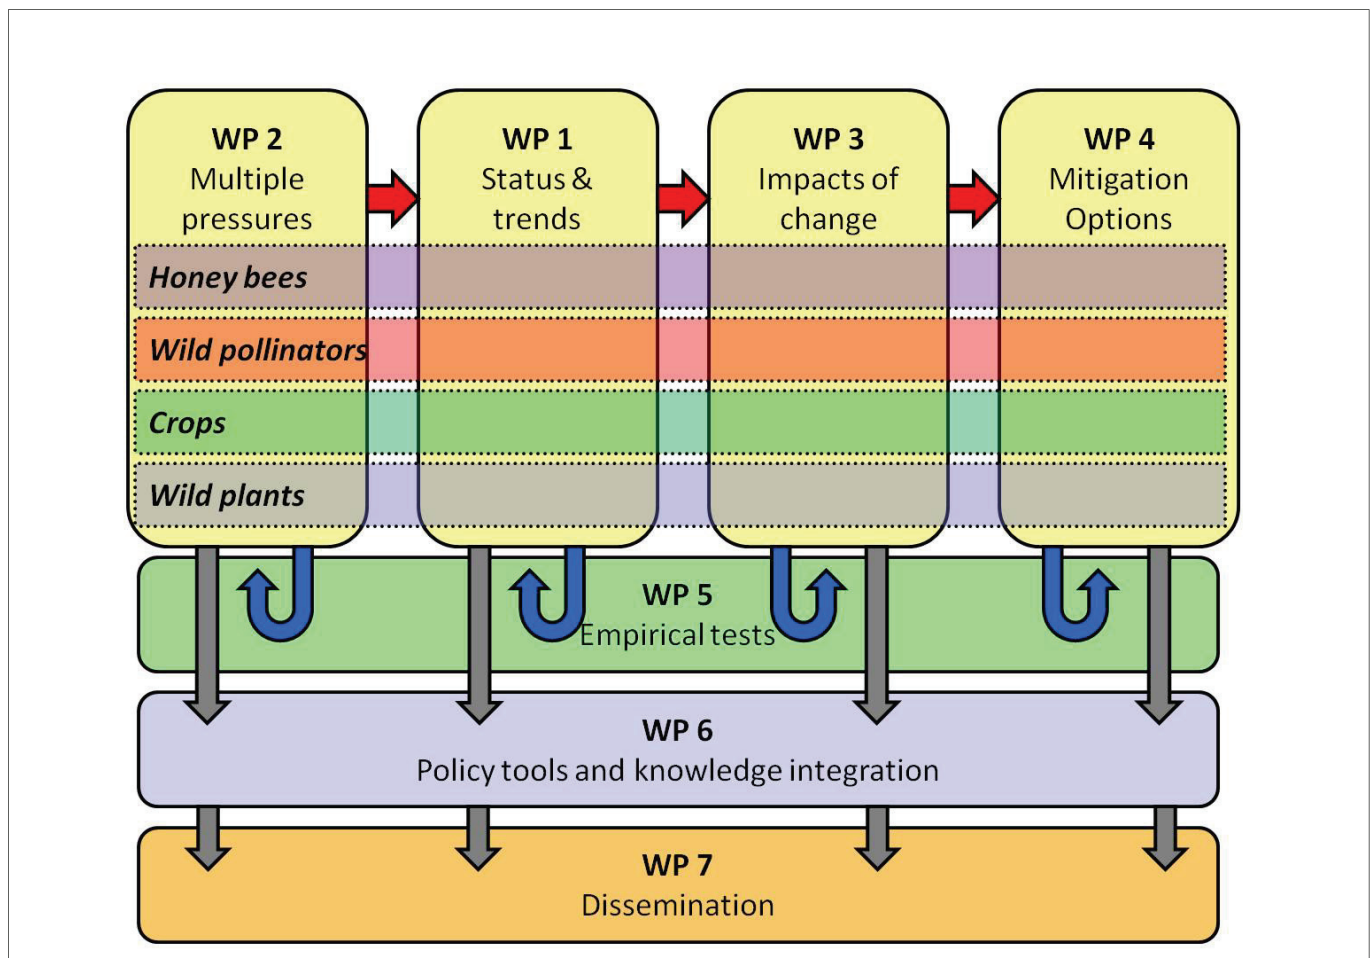 WP 2
Multiple
pressures
WP 1
Status &
trends
WP 3
Impacts of
change
WP 4
Mitigation
Options
Honey bees
Wild pollinators
Crops
Wild plants
WP 5
Empirical tests
WP 6
Policy tools and knowledge integration
WP 7
Dissemination